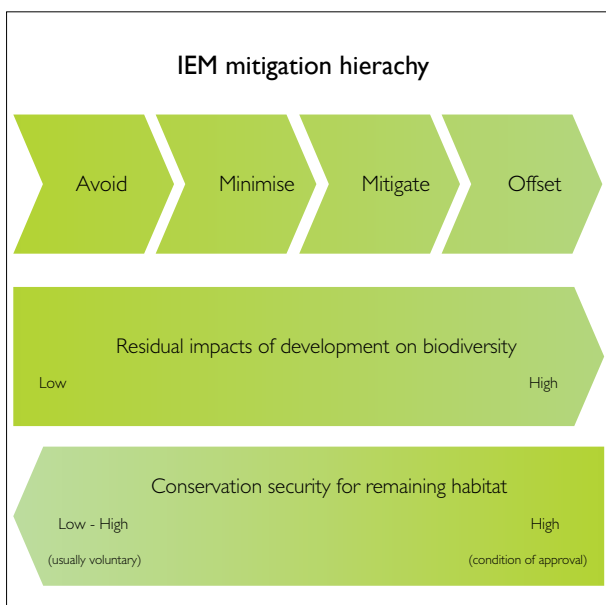 IEM mitigation hierachy
Avoid
Minimise
Mitigate
Offset
Residual impacts of development on biodiversity
Low
High
Conservation security for remaining habitat
Low - High
High
(usually voluntary)
(condition of approval)